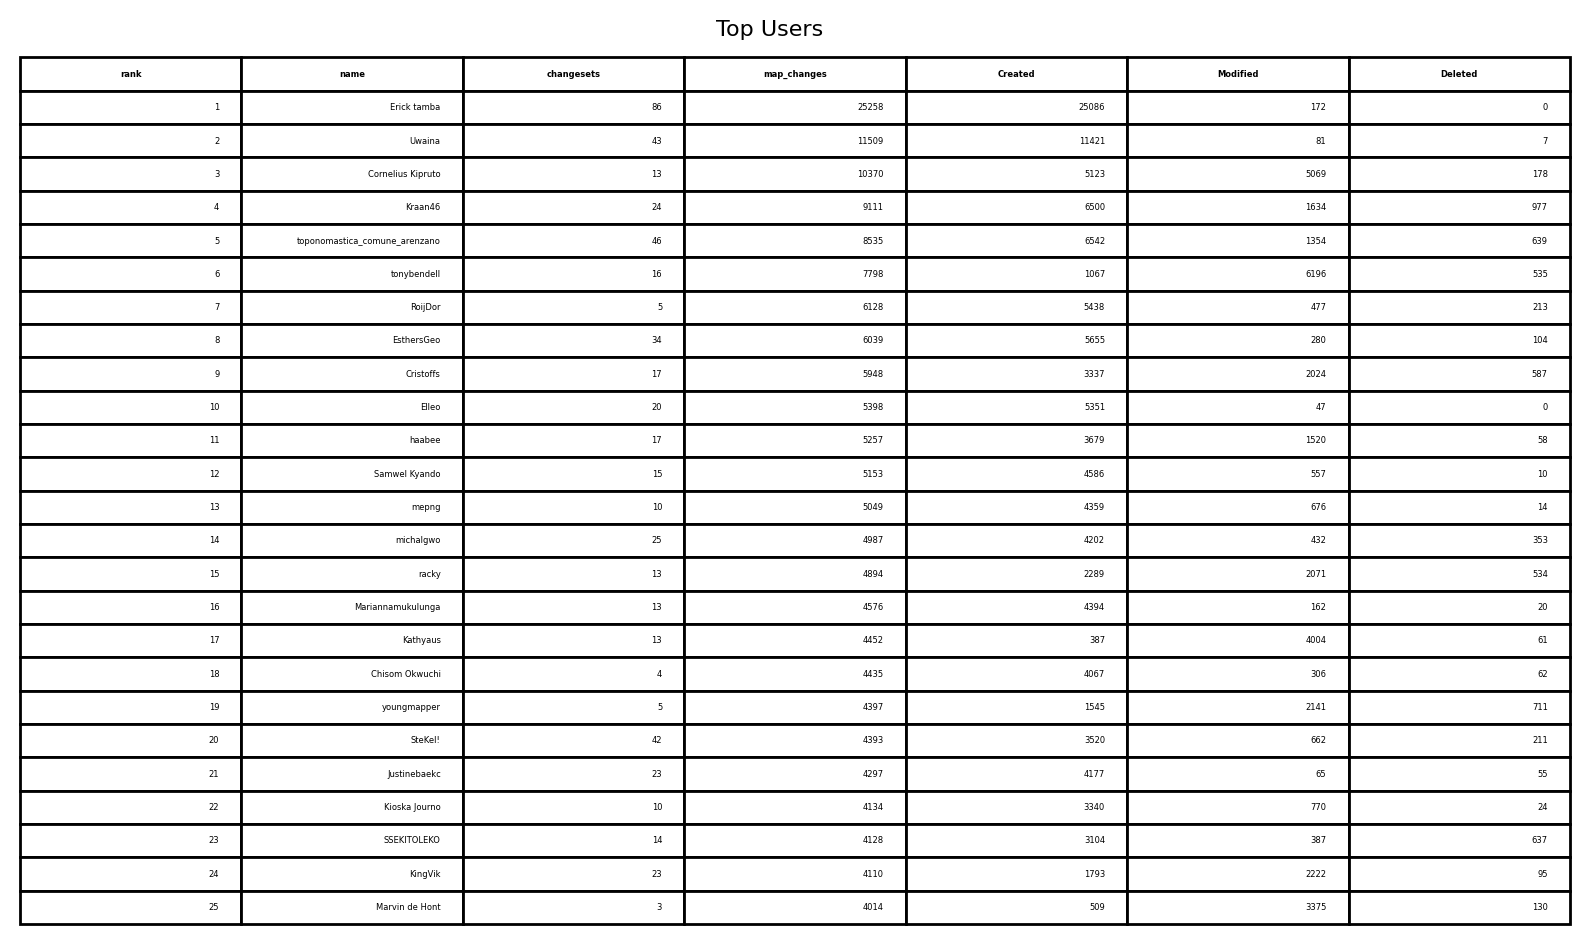 Top Users
rank name changesets map_changes Created Modified Deleted
1 Erick tamba 86 25258 25086 172 0
2 Uwaina 43 11509 11421 81 7
3 Cornelius Kipruto 13 10370 5123 5069 178
4 Kraan46 24 9111 6500 1634 977
5 toponomastica_comune_arenzano 46 8535 6542 1354 639
6 tonybendell 16 7798 1067 6196 535
7 RoijDor 5 6128 5438 477 213
8 EsthersGeo 34 6039 5655 280 104
9 Cristoffs 17 5948 3337 2024 587
10 Elleo 20 5398 5351 47 0
11 haabee 17 5257 3679 1520 58
12 Samwel Kyando 15 5153 4586 557 10
13 mepng 10 5049 4359 676 14
14 michalgwo 25 4987 4202 432 353
15 racky 13 4894 2289 2071 534
16 Mariannamukulunga 13 4576 4394 162 20
17 Kathyaus 13 4452 387 4004 61
18 Chisom Okwuchi 4 4435 4067 306 62
19 youngmapper 5 4397 1545 2141 711
20 SteKel! 42 4393 3520 662 211
21 Justinebaekc 23 4297 4177 65 55
22 Kioska Journo 10 4134 3340 770 24
23 SSEKITOLEKO 14 4128 3104 387 637
24 KingVik 23 4110 1793 2222 95
25 Marvin de Hont 3 4014 509 3375 130